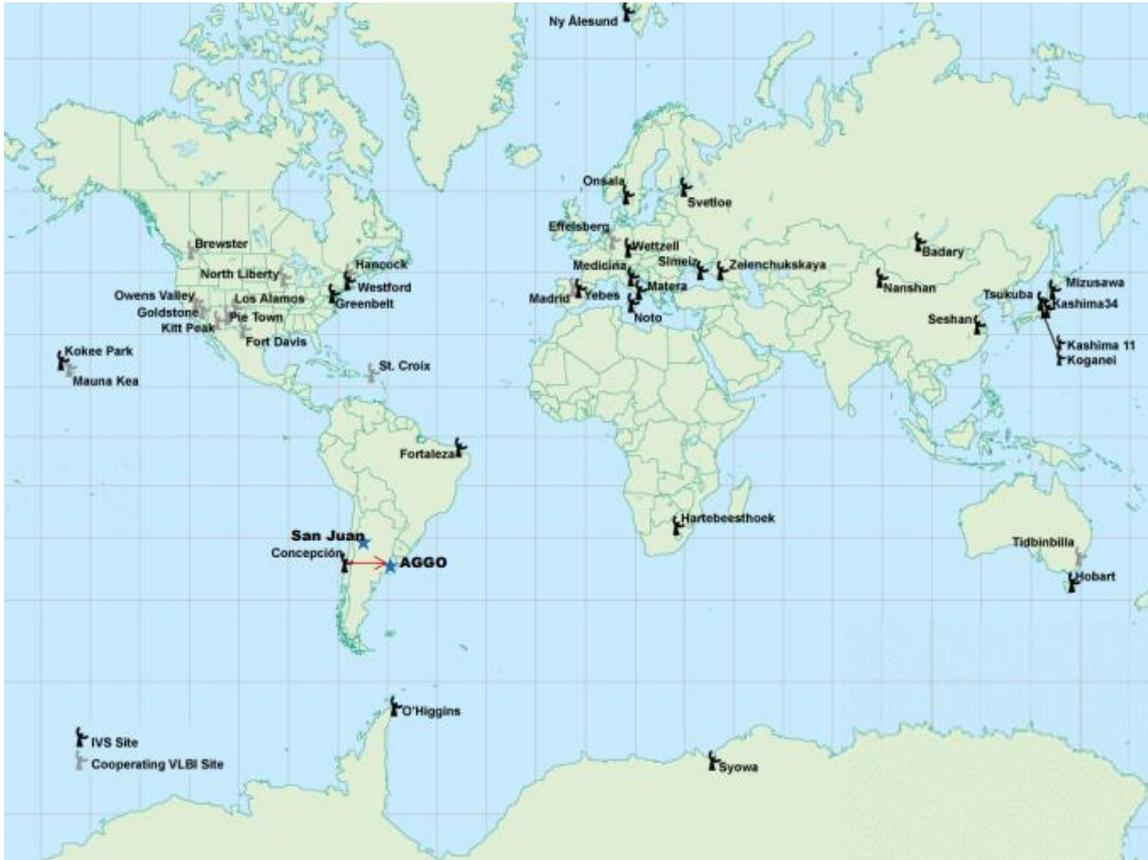 Ny Ålesund
Onsala
Svetloe
Effelsberg
Brewster
Wettzell
Badary
Hancock
Medicina
Simeiz
Zelenchukskaya
North Liberty
Westford
Nanshan
Mizusawa
Owens Valley
Los Alamos
Greenbelt
Madrid
Yebes
Matera
Tsukuba
Kashima34
Goldstone
Pie Town
Noto
Seshan
Kitt Peak
Fort Davis
Kashima 11
Kokee Park
Koganei
St. Croix
Mauna Kea
Fortaleza
Hartebeesthoek
San Juan
Tidbinbilla
Concepción
AGGO
Hobart
O'Higgins
IVS Site
Cooperating VLBI Site
Syowa